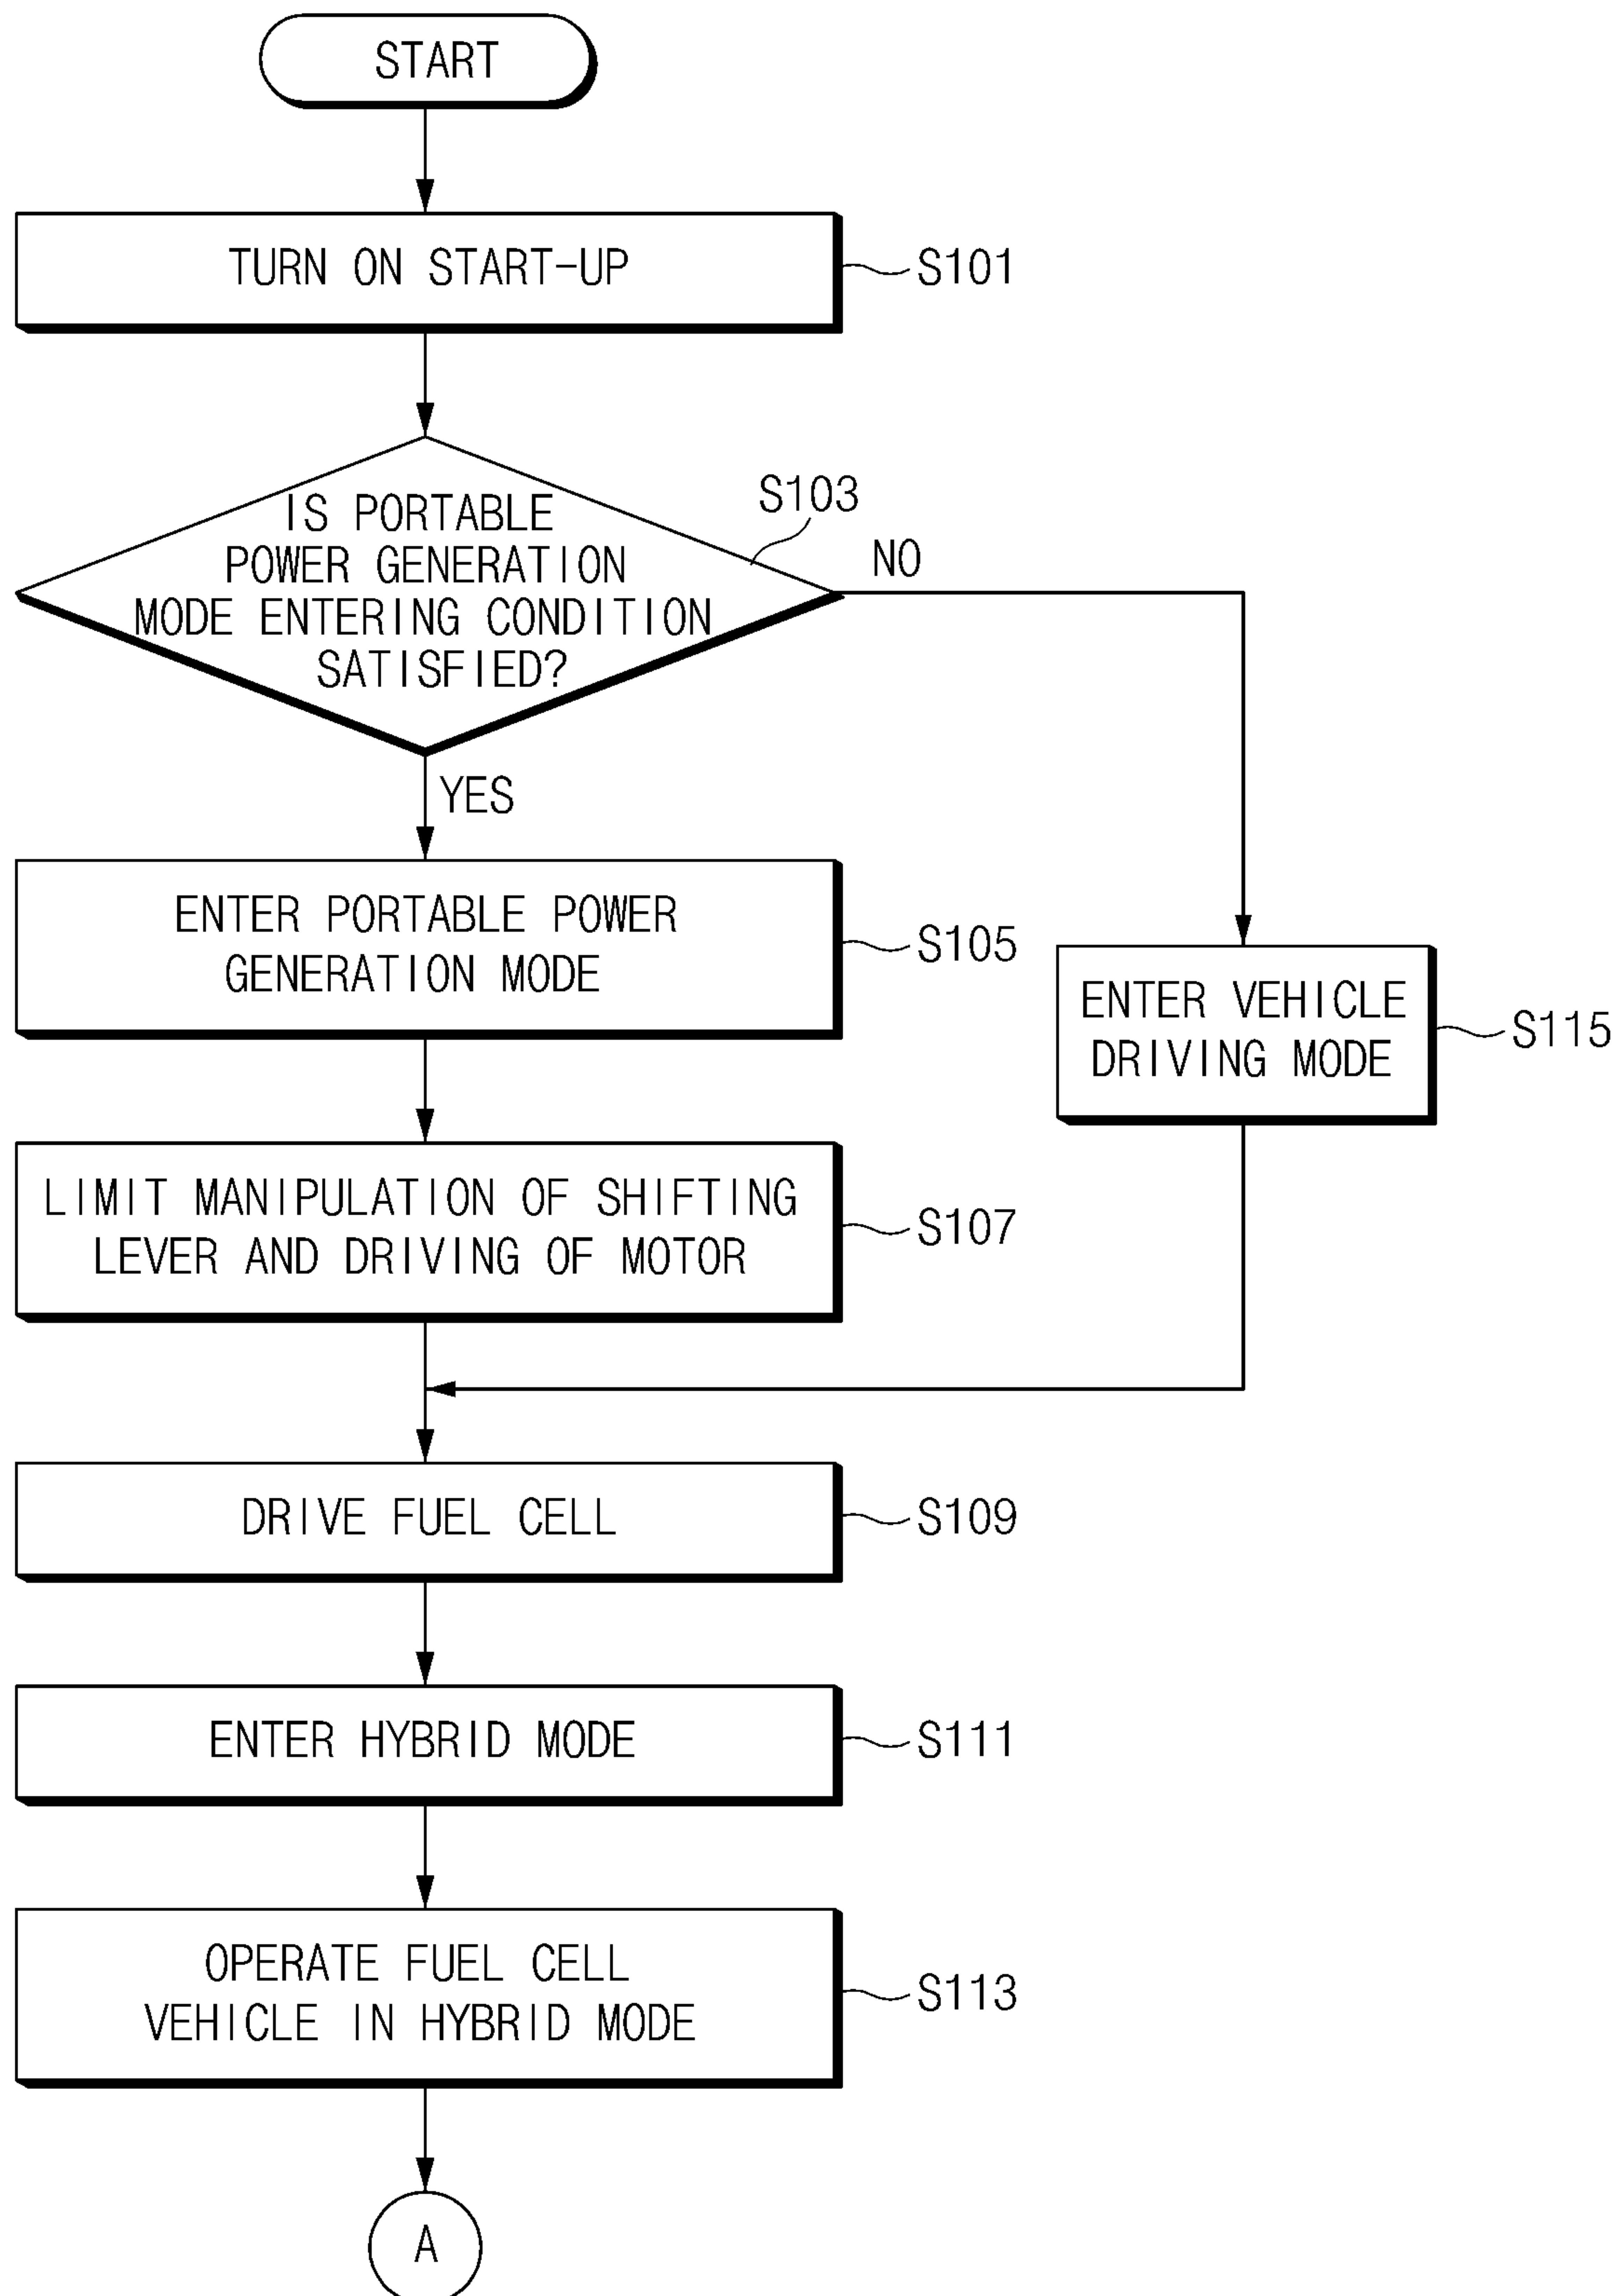 START
TURN ON START-UP
S101
S103
IS PORTABLE
POWER GENERATION
MODE ENTERING CONDITION
SATISFIED?
NO
YES
ENTER PORTABLE POWER
GENERATION MODE
S105
ENTER VEHICLE
DRIVING MODE
S115
LIMIT MANIPULATION OF SHIFTING
LEVER AND DRIVING OF MOTOR
S107
DRIVE FUEL CELL
S109
ENTER HYBRID MODE
S111
OPERATE FUEL CELL
VEHICLE IN HYBRID MODE
S113
A